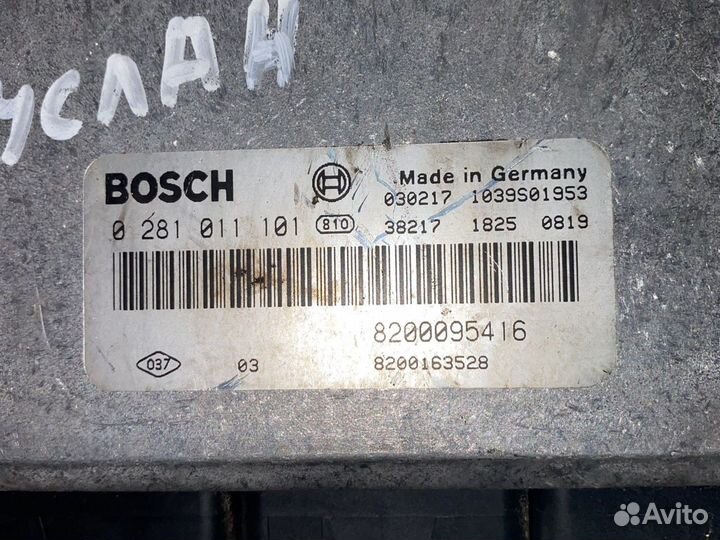 УСЛАН
BOSCH Made in Germany
030217 1039S01953
0 281 011 101 810 38217 1825 0819
8200095416
037 03 8200163528
Avito